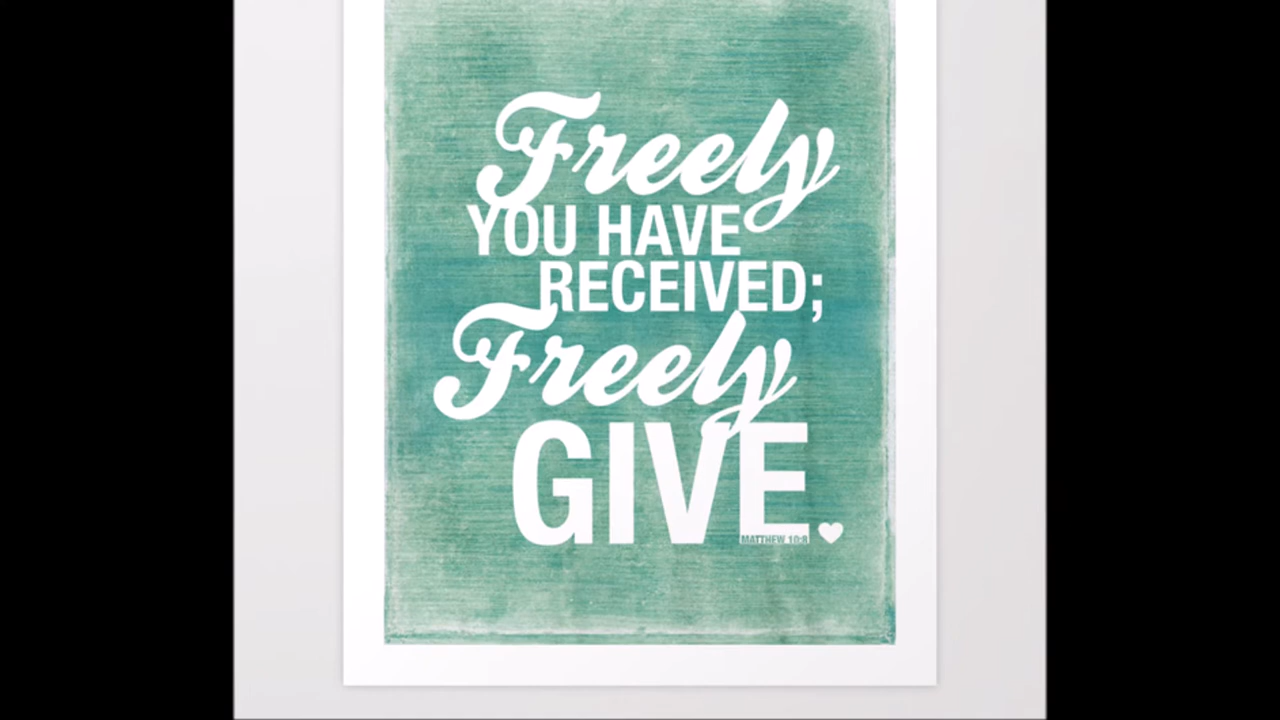 Freely
YOU HAVE
RECEIVED;
Freely
GIVE.
MATTHEW 10:8